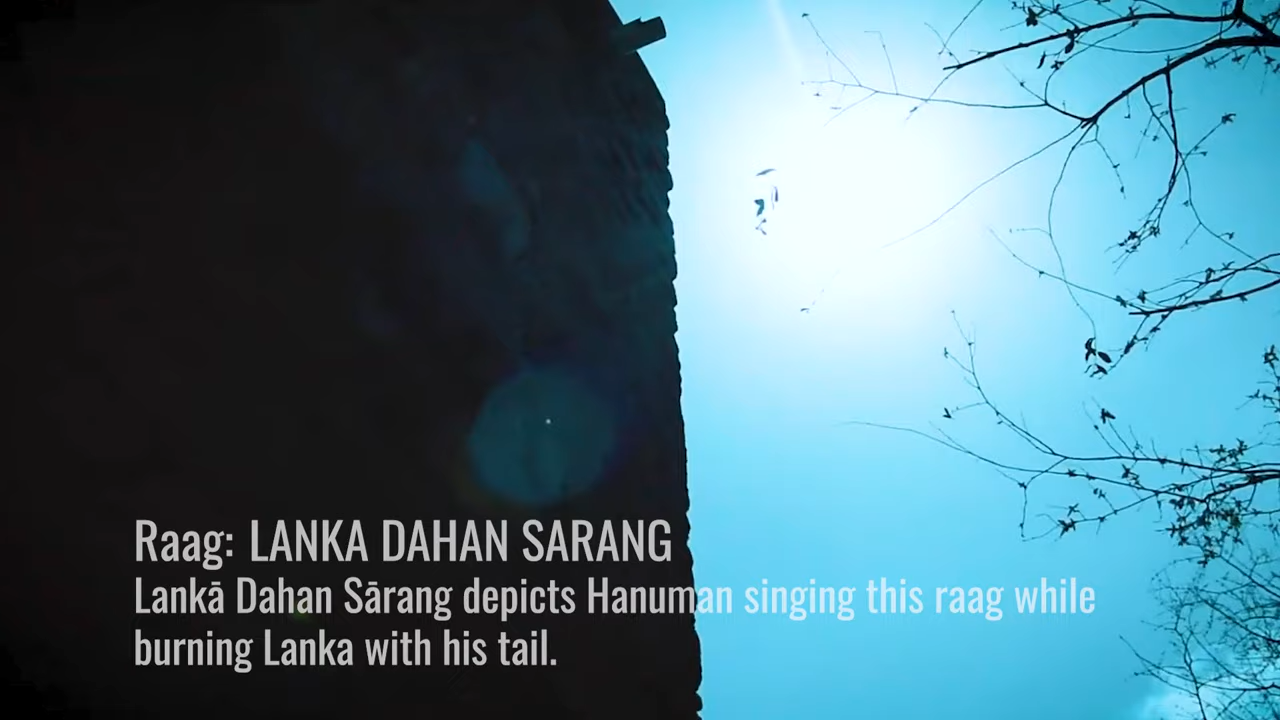 Raag: LANKA DAHAN SARANG
Lankā Dahan Sārang depicts Hanuman singing this raag while
burning Lanka with his tail.